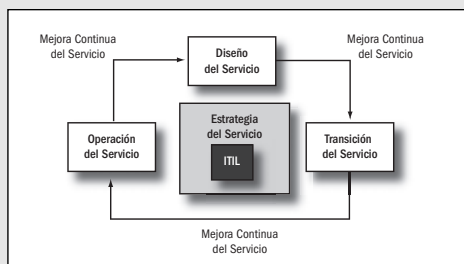 Mejora Continua
del Servicio
Diseño
del Servicio
Mejora Continua
del Servicio
Operación
del Servicio
Estrategia
del Servicio
ITIL
Transición
del Servicio
Mejora Continua
del Servicio